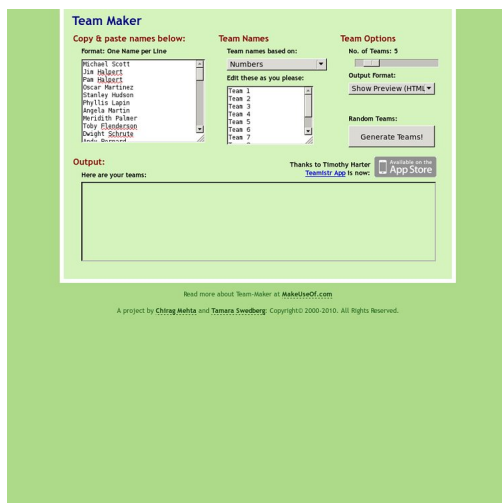 Team Maker
Copy & paste names below:
Format: One Name per Line
Michael Scott
Jim Halpert
Pam Halpert
Oscar Martinez
Stanley Hudson
Phyllis Lapin
Angela Martin
Meridith Palmer
Toby Flenderson
Dwight Schrute
Andy Bernard
Team Names
Team names based on:
Numbers
Edit these as you please:
Team 1
Team 2
Team 3
Team 4
Team 5
Team 6
Team 7
Team Options
No. of Teams: 5
Output Format:
Show Preview (HTML
Random Teams:
Generate Teams!
Output:
Here are your teams:
Thanks to Timothy Harter
Teamistr App is now:
Available on the
App Store
Read more about Team-Maker at MakeUseOf.com
A project by Chirag Mehta and Tamara Swedberg: Copyright© 2000-2010. All Rights Reserved.